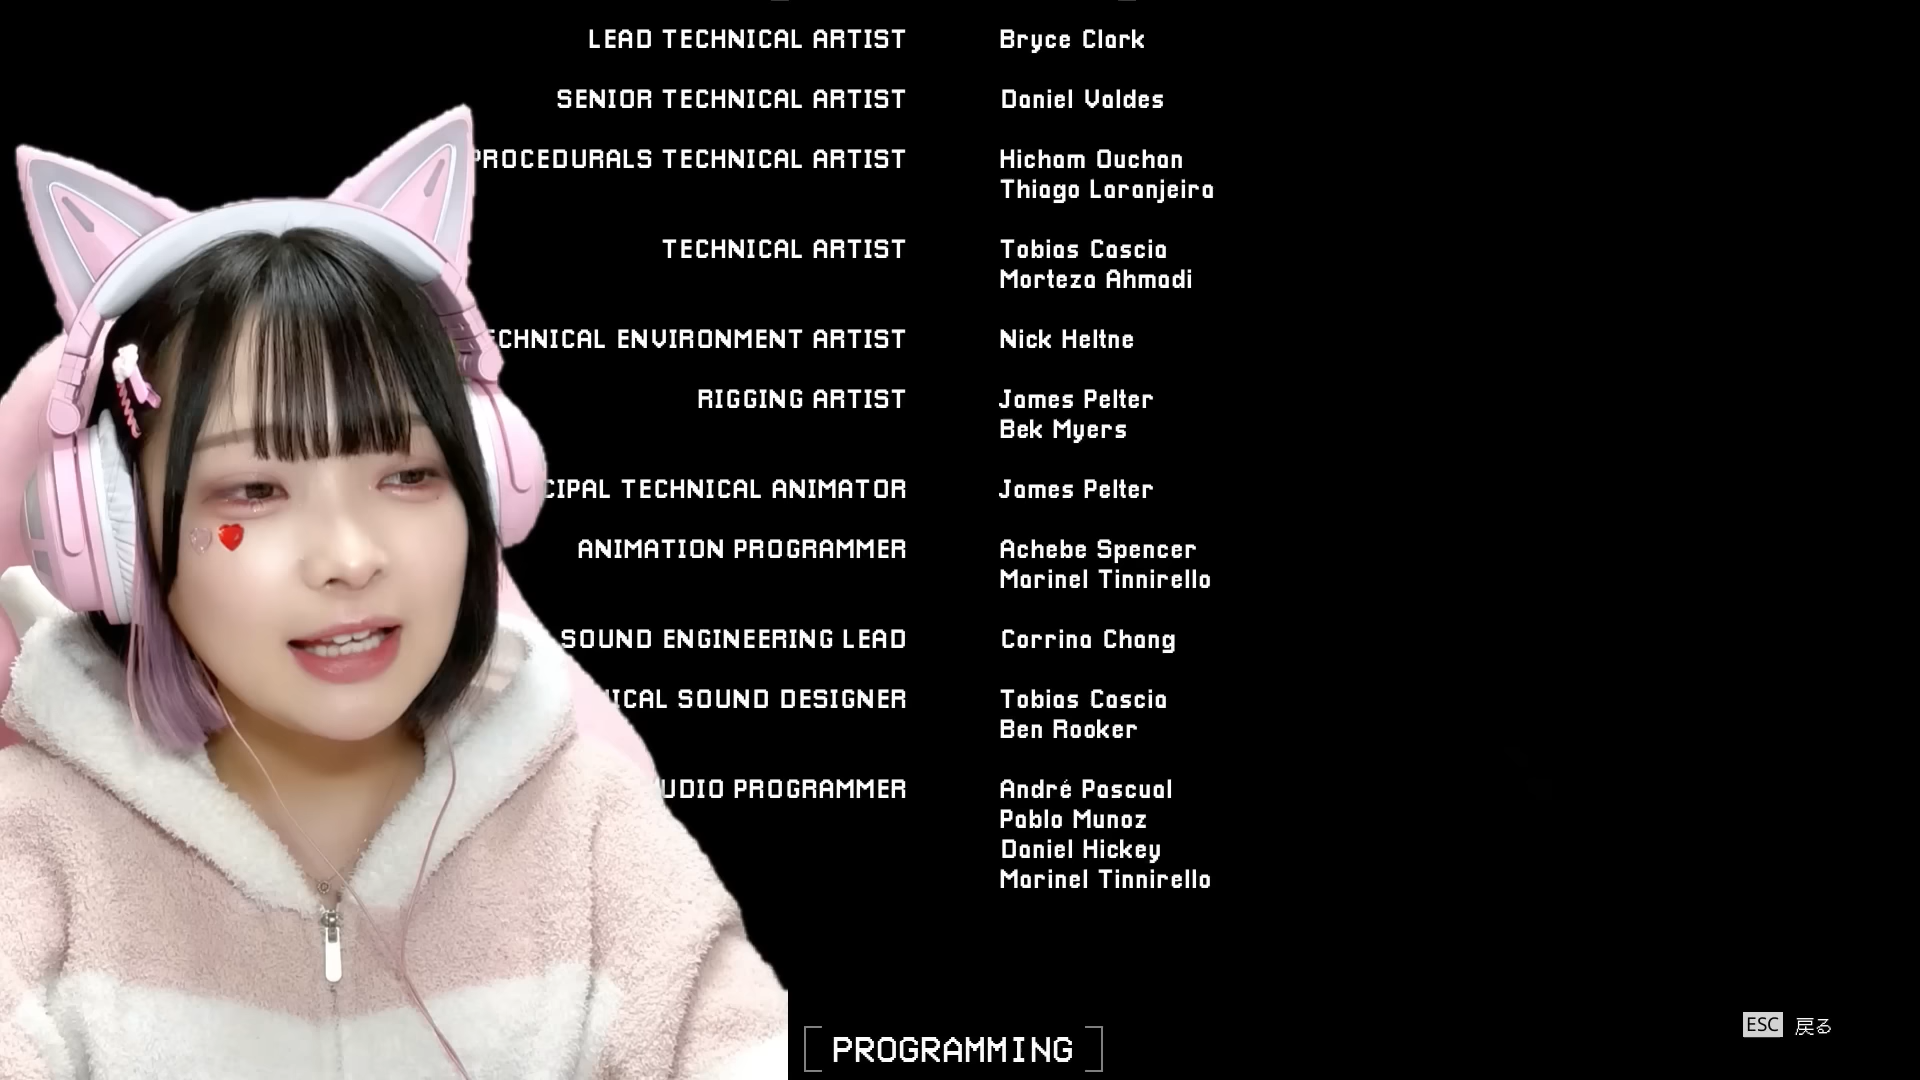 LEAD TECHNICAL ARTIST Bryce Clark
SENIOR TECHNICAL ARTIST Daniel Valdes
PROCEDURALS TECHNICAL ARTIST Hicham Ouchan
Thiago Laranjeira
TECHNICAL ARTIST Tobias Cascia
Morteza Ahmadi
ECHNICAL ENVIRONMENT ARTIST Nick Heltne
RIGGING ARTIST James Pelter
Bek Myers
CIPAL TECHNICAL ANIMATOR James Pelter
ANIMATION PROGRAMMER Achebe Spencer
Marinel Tinnirello
SOUND ENGINEERING LEAD Corrina Chang
ICAL SOUND DESIGNER Tobias Cascia
Ben Rooker
UDIO PROGRAMMER André Pascual
Pablo Munoz
Daniel Hickey
Marinel Tinnirello
ESC 戻る
PROGRAMMING